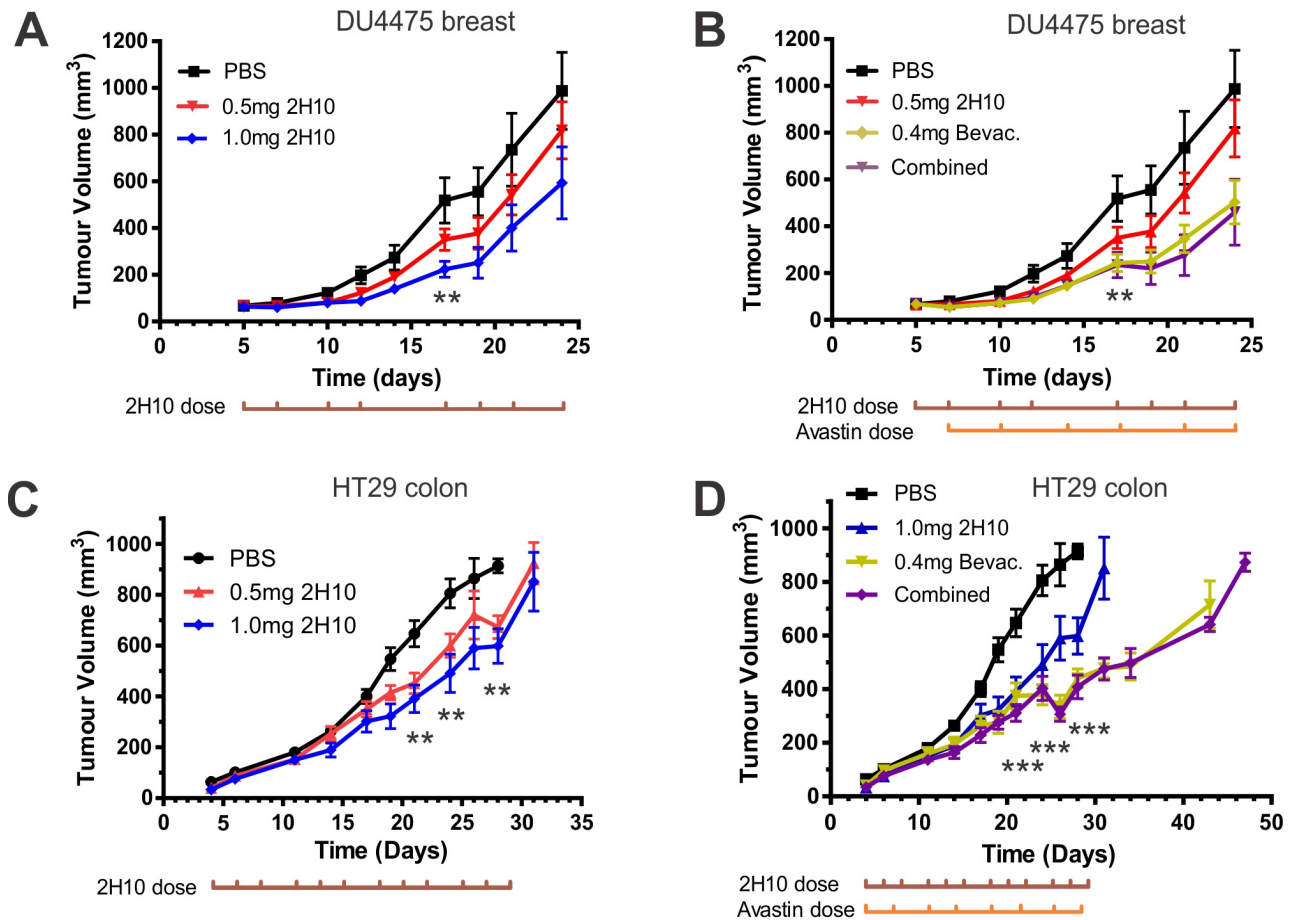 A
DU4475 breast
Tumour Volume (mm³)
1200
1000
800
600
400
200
0
PBS
0.5mg 2H10
1.0mg 2H10
**
0 5 10 15 20 25
Time (days)
2H10 dose
B
DU4475 breast
Tumour Volume (mm³)
1200
1000
800
600
400
200
0
PBS
0.5mg 2H10
0.4mg Bevac.
Combined
**
0 5 10 15 20 25
Time (days)
2H10 dose
Avastin dose
C
HT29 colon
Tumour Volume (mm³)
1000
800
600
400
200
0
PBS
0.5mg 2H10
1.0mg 2H10
**
**
**
0 5 10 15 20 25 30 35
Time (Days)
2H10 dose
D
HT29 colon
Tumour Volume (mm³)
1000
800
600
400
200
0
PBS
1.0mg 2H10
0.4mg Bevac.
Combined
***
***
***
0 10 20 30 40 50
Time (Days)
2H10 dose
Avastin dose